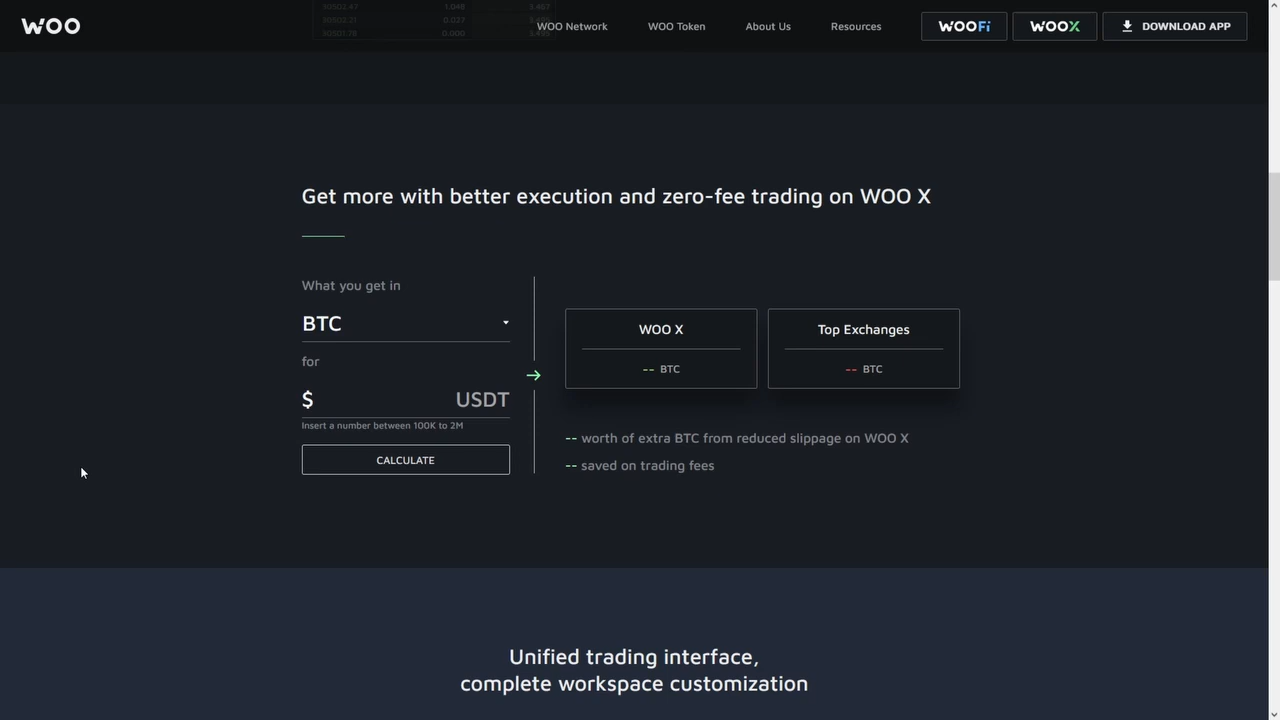 WOO
WOO Network
WOO Token
About Us
Resources
WOOFi
WOOX
DOWNLOAD APP
Get more with better execution and zero-fee trading on WOO X
What you get in
BTC
for
$ USDT
Insert a number between 100K to 2M
CALCULATE
WOO X
-- BTC
Top Exchanges
-- BTC
-- worth of extra BTC from reduced slippage on WOO X
-- saved on trading fees
Unified trading interface,
complete workspace customization